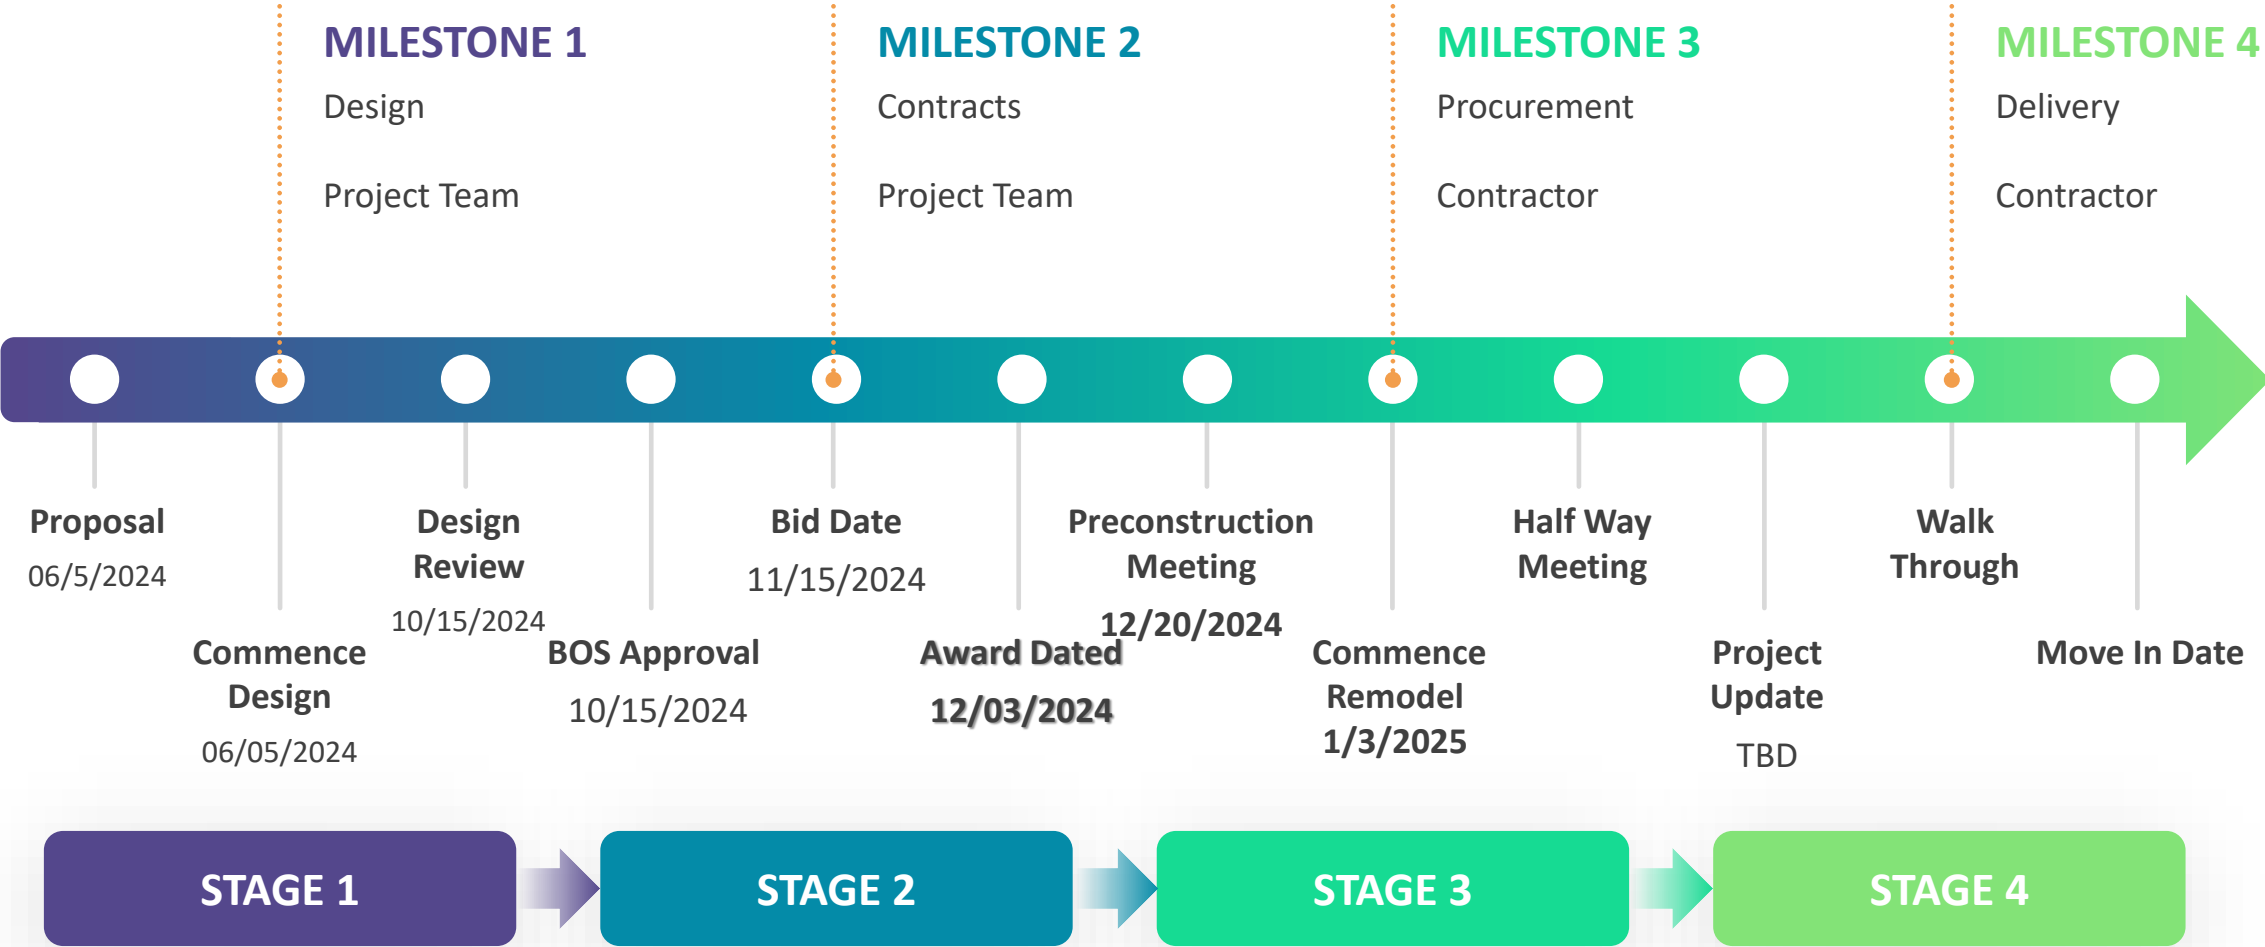 MILESTONE 1
Design
Project Team
MILESTONE 2
Contracts
Project Team
MILESTONE 3
Procurement
Contractor
MILESTONE 4
Delivery
Contractor
Proposal
06/5/2024
Commence
Design
06/05/2024
Design
Review
10/15/2024
BOS Approval
10/15/2024
Bid Date
11/15/2024
Award Dated
12/03/2024
Preconstruction
Meeting
12/20/2024
Commence
Remodel
1/3/2025
Half Way
Meeting
Project
Update
TBD
Walk
Through
Move In Date
STAGE 1
STAGE 2
STAGE 3
STAGE 4